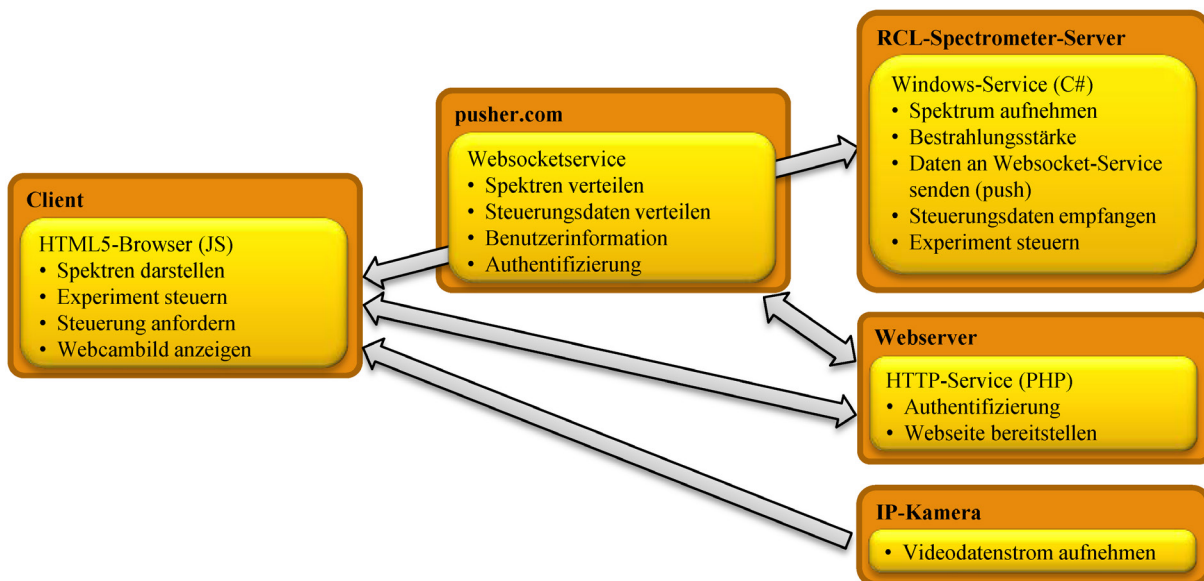 Client
HTML5-Browser (JS)
• Spektren darstellen
• Experiment steuern
• Steuerung anfordern
• Webcambild anzeigen
pusher.com
Websocketservice
• Spektren verteilen
• Steuerungsdaten verteilen
• Benutzerinformation
• Authentifizierung
RCL-Spectrometer-Server
Windows-Service (C#)
• Spektrum aufnehmen
• Bestrahlungsstärke
• Daten an Websocket-Service
senden (push)
• Steuerungsdaten empfangen
• Experiment steuern
Webserver
HTTP-Service (PHP)
• Authentifizierung
• Webseite bereitstellen
IP-Kamera
• Videodatenstrom aufnehmen